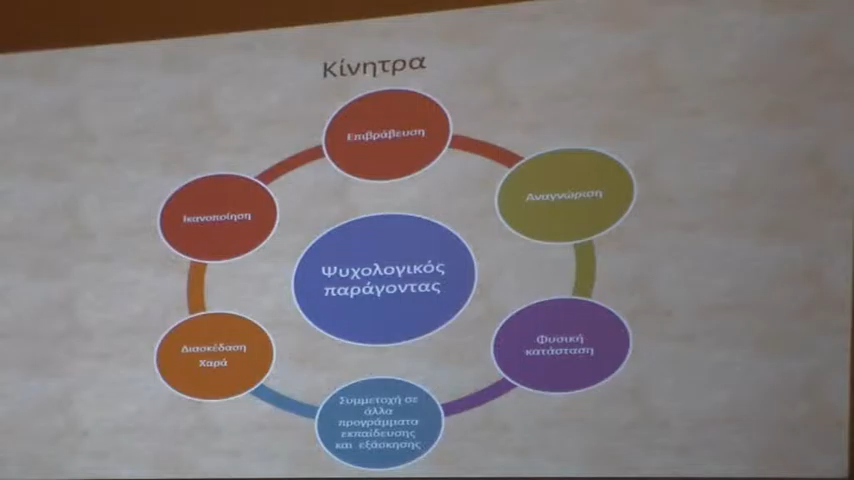 Κίνητρα
Επιβράβευση
Αναγνώριση
Φυσική
κατάσταση
Συμμετοχή σε
άλλα
προγράμματα
εκπαίδευσης
και εξάσκησης
Διασκέδαση
Χαρά
Ικανοποίηση
Ψυχολογικός
παράγοντας